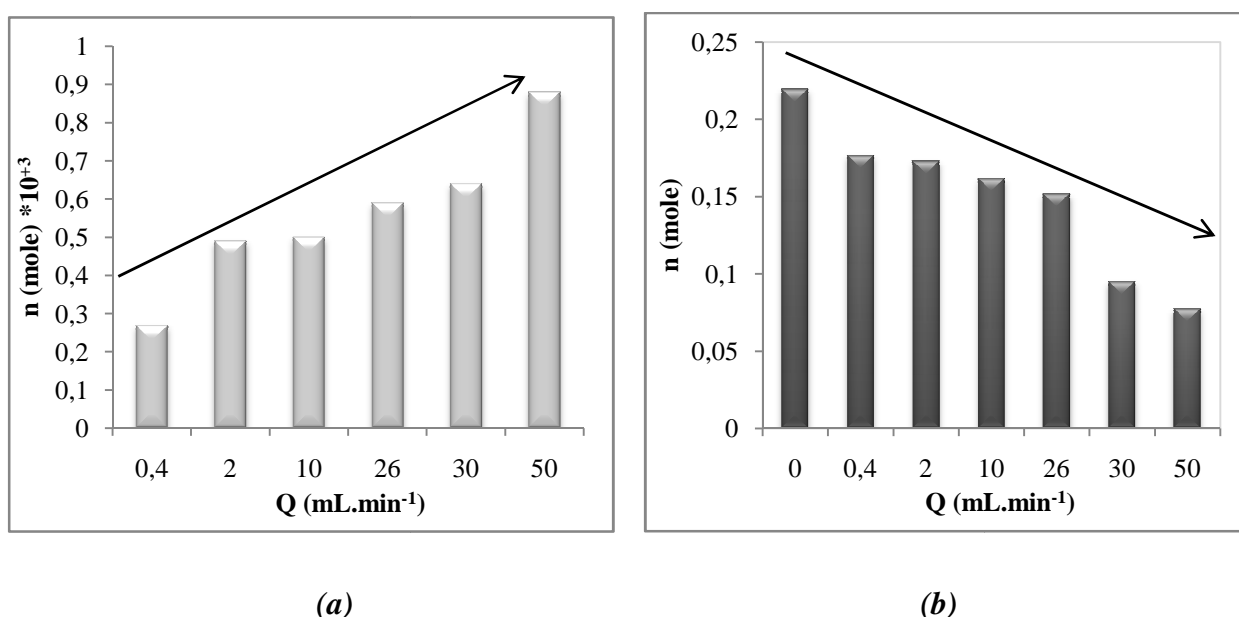 1
0,9
0,8
0,7
0,6
0,5
0,4
0,3
0,2
0,1
0
n (mole) *10⁺³
0,4 2 10 26 30 50
Q (mL.min⁻¹)
(a)
0,25
0,2
0,15
0,1
0,05
0
n (mole)
0 0,4 2 10 26 30 50
Q (mL.min⁻¹)
(b)